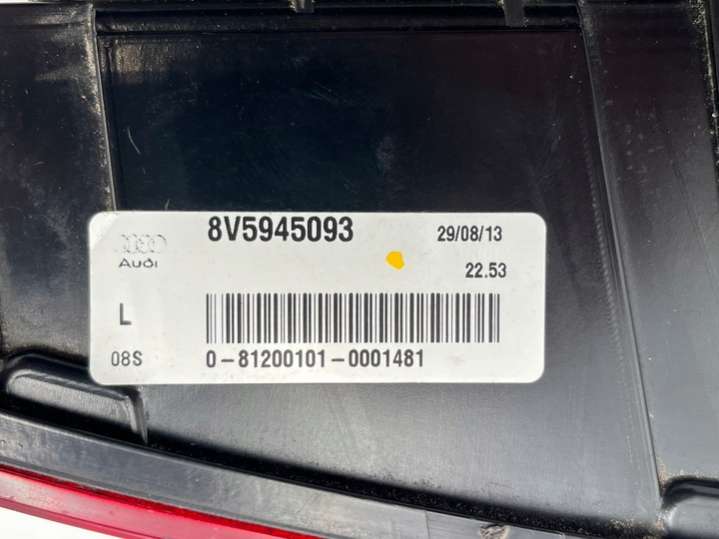 8V5945093 29/08/13
Audi 22.53
L
08S 0-81200101-0001481